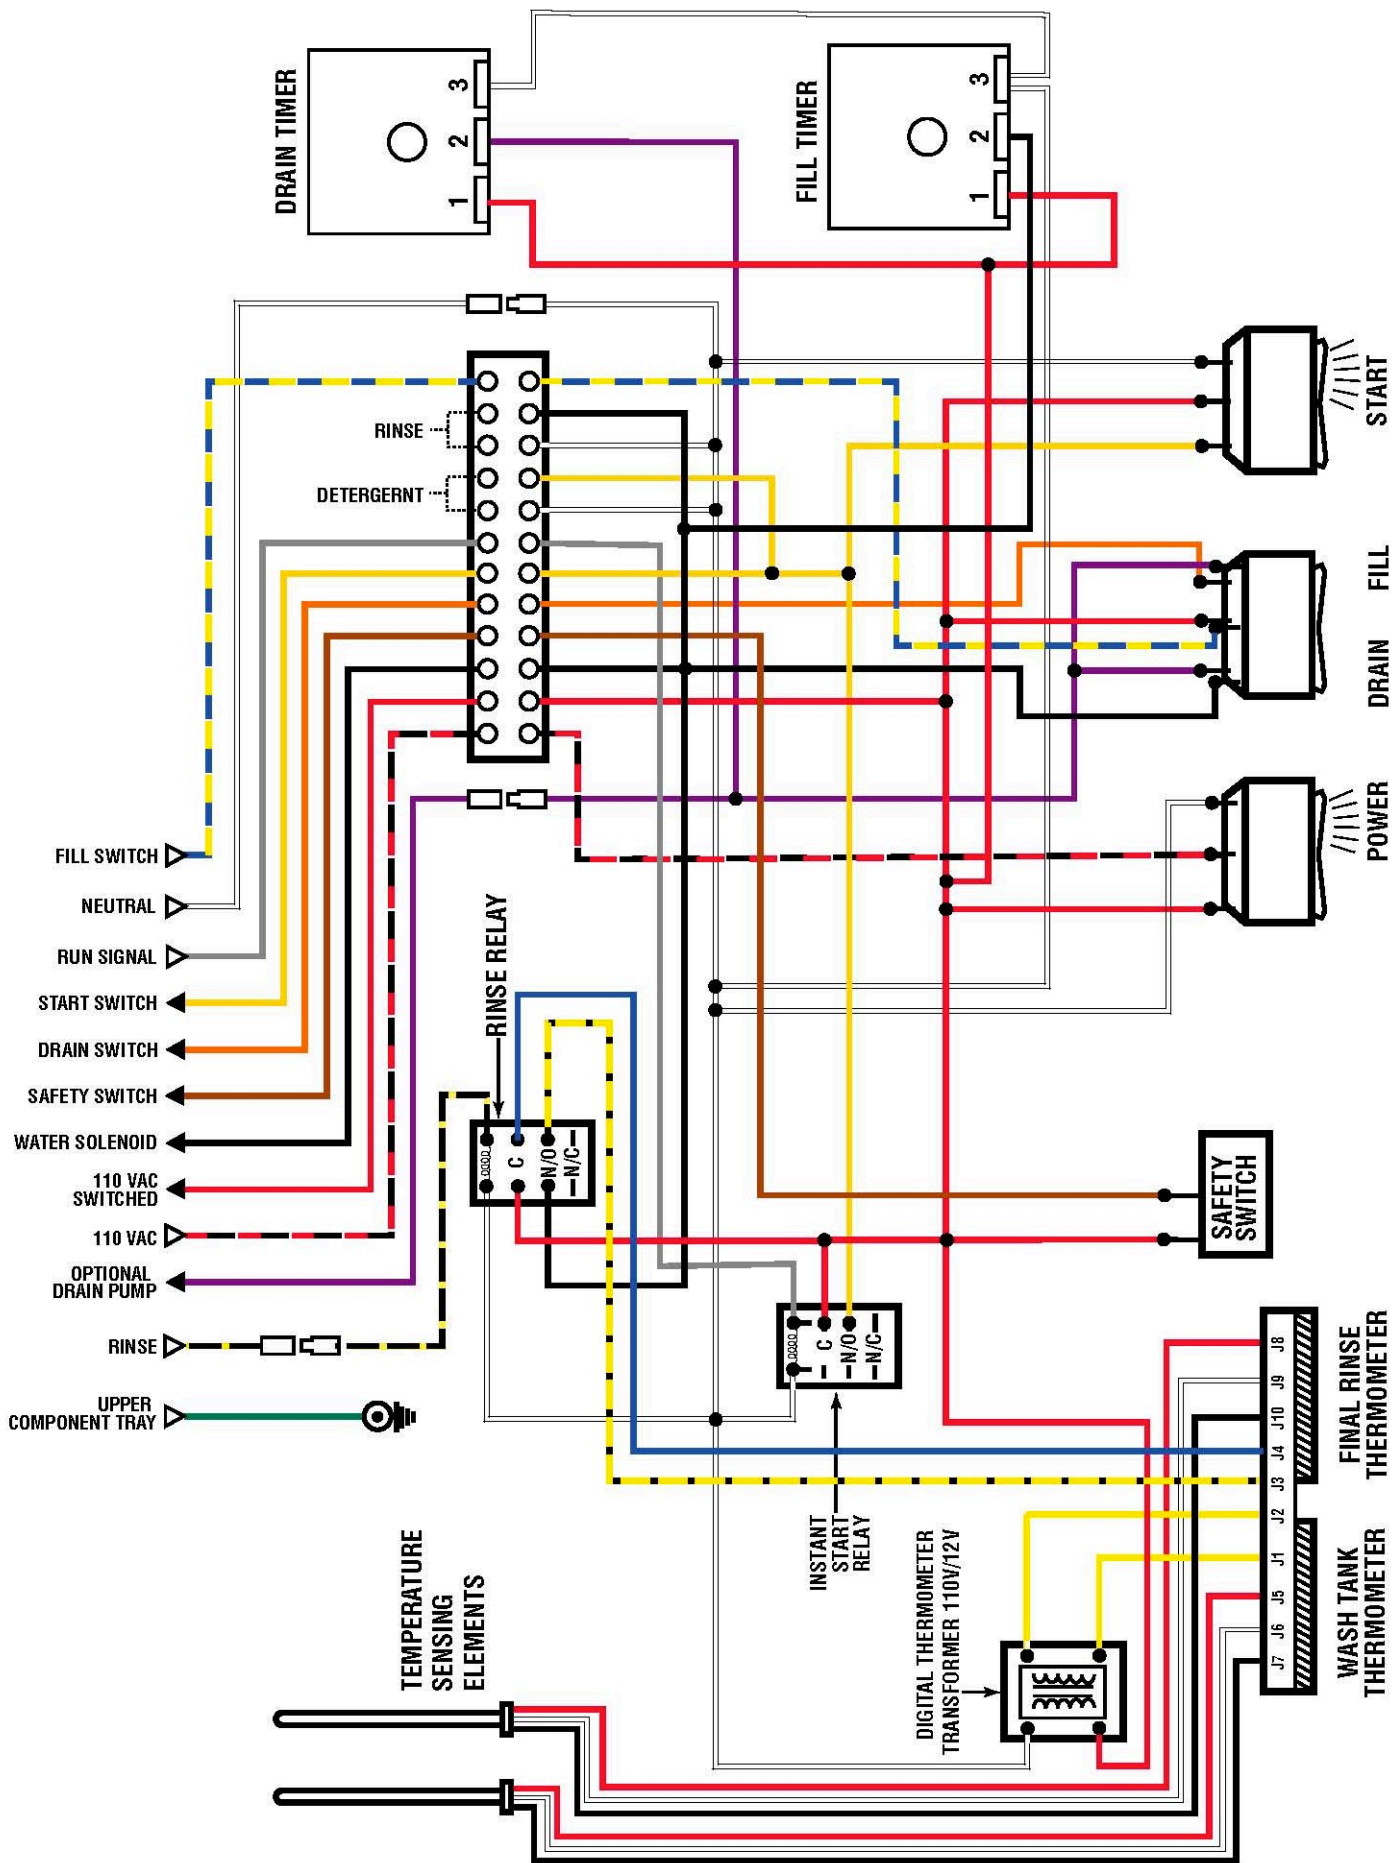 DRAIN TIMER
3
2
1
FILL TIMER
3
2
1
RINSE
DETERGERNT
START
FILL
DRAIN
POWER
FILL SWITCH
NEUTRAL
RUN SIGNAL
START SWITCH
DRAIN SWITCH
SAFETY SWITCH
WATER SOLENOID
110 VAC
SWITCHED
110 VAC
OPTIONAL
DRAIN PUMP
RINSE
UPPER
COMPONENT TRAY
RINSE RELAY
C
N/O
N/C
SAFETY
SWITCH
C
N/O
N/C
INSTANT
START
RELAY
J8
J9
J10
J4
J3
J2
J1
J5
J6
J7
FINAL RINSE
THERMOMETER
WASH TANK
THERMOMETER
TEMPERATURE
SENSING
ELEMENTS
DIGITAL THERMOMETER
TRANSFORMER 110V/12V